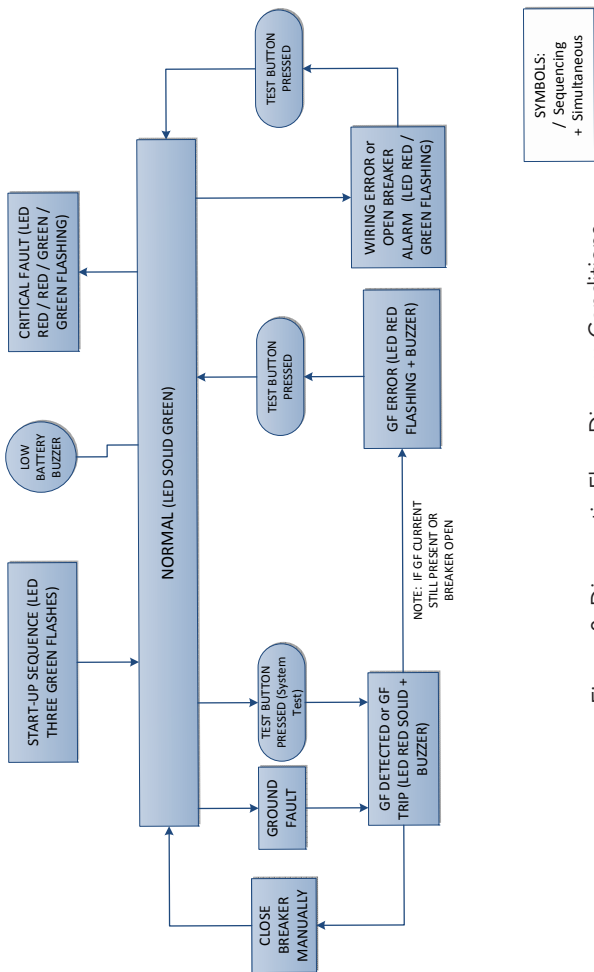 START-UP SEQUENCE (LED
THREE GREEN FLASHES)
LOW
BATTERY
BUZZER
CRITICAL FAULT (LED
RED / RED / GREEN /
GREEN FLASHING)
NORMAL (LED SOLID GREEN)
CLOSE
BREAKER
MANUALLY
GROUND
FAULT
TEST BUTTON
PRESSED (System
Test)
TEST BUTTON
PRESSED
TEST BUTTON
PRESSED
GF DETECTED or GF
TRIP (LED RED SOLID +
BUZZER)
NOTE: IF GF CURRENT
STILL PRESENT OR
BREAKER OPEN
GF ERROR (LED RED
FLASHING + BUZZER)
WIRING ERROR or
OPEN BREAKER
ALARM (LED RED /
GREEN FLASHING)
SYMBOLS:
/ Sequencing
+ Simultaneous